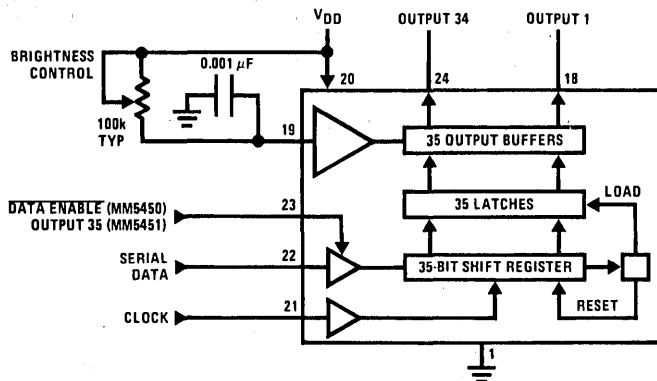 V_DD
OUTPUT 34
OUTPUT 1
BRIGHTNESS
CONTROL
0.001 μF
20
24
18
100k
TYP
19
35 OUTPUT BUFFERS
LOAD
DATA ENABLE (MM5450)
OUTPUT 35 (MM5451)
23
35 LATCHES
SERIAL
DATA
22
35-BIT SHIFT REGISTER
RESET
CLOCK
21
1